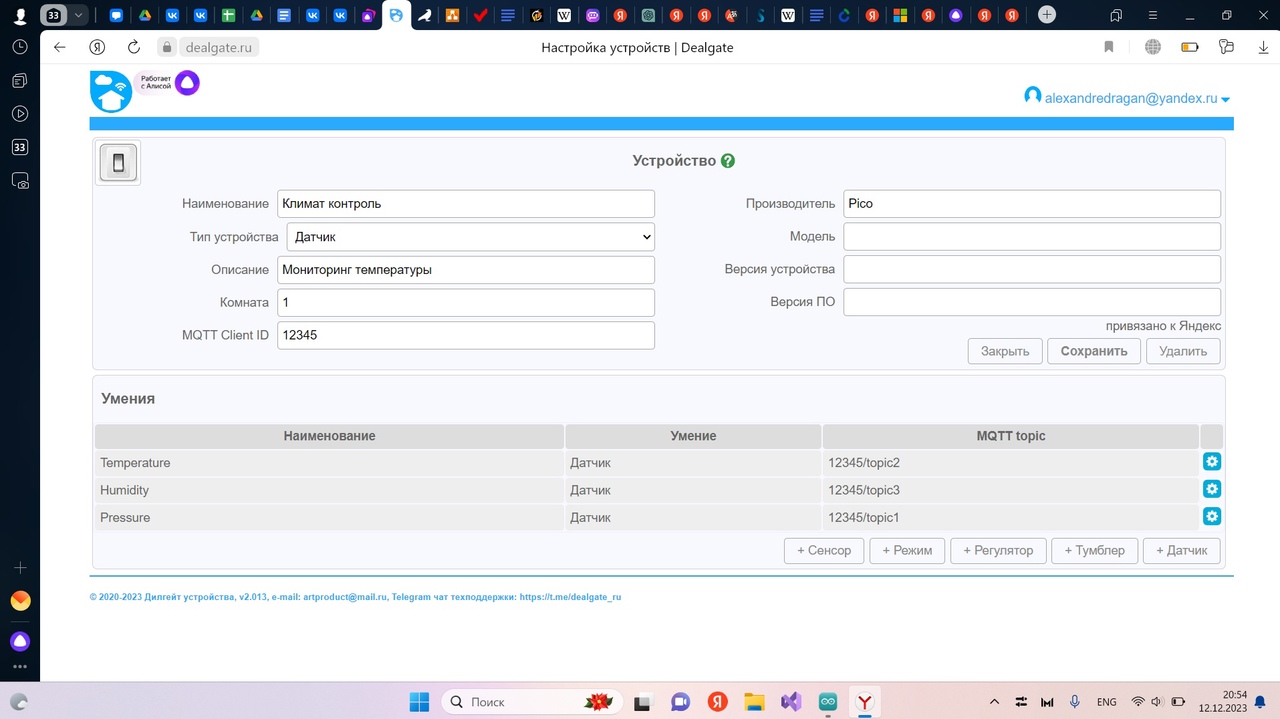 33
dealgate.ru
Настройка устройств | Dealgate
33
Работает
с Алисой
alexandredragan@yandex.ru
Устройство ?
Наименование Климат контроль
Производитель Pico
Тип устройства Датчик
Модель
Описание Мониторинг температуры
Версия устройства
Комната 1
Версия ПО
MQTT Client ID 12345
привязано к Яндекс
Закрыть Сохранить Удалить
Умения
Наименование Умение MQTT topic
Temperature Датчик 12345/topic2
Humidity Датчик 12345/topic3
Pressure Датчик 12345/topic1
+ Сенсор + Режим + Регулятор + Тумблер + Датчик
© 2020-2023 Дилгейт устройства, v2.013, e-mail: artproduct@mail.ru, Telegram чат техподдержки: https://t.me/dealgate_ru
Поиск
ENG
20:54
12.12.2023